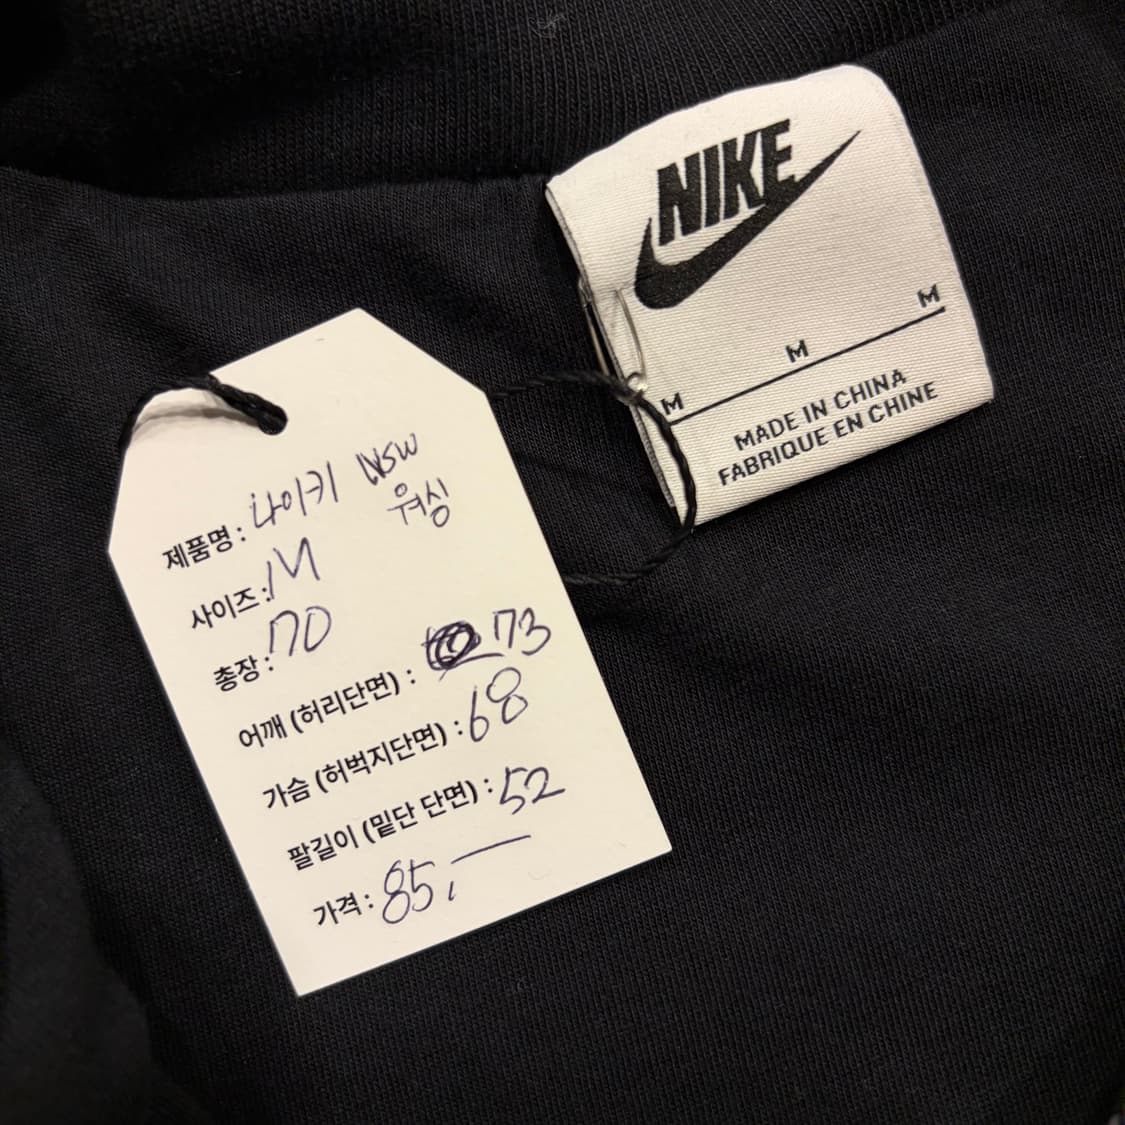 NIKE
M M M
MADE IN CHINA
FABRIQUE EN CHINE
제품명 : 나이키 NSW
워싱
사이즈 : M
총장 : 70
어깨 (허리단면) : 73
가슴 (허벅지단면) : 68
팔길이 (밑단 단면) : 52
가격 : 85,—